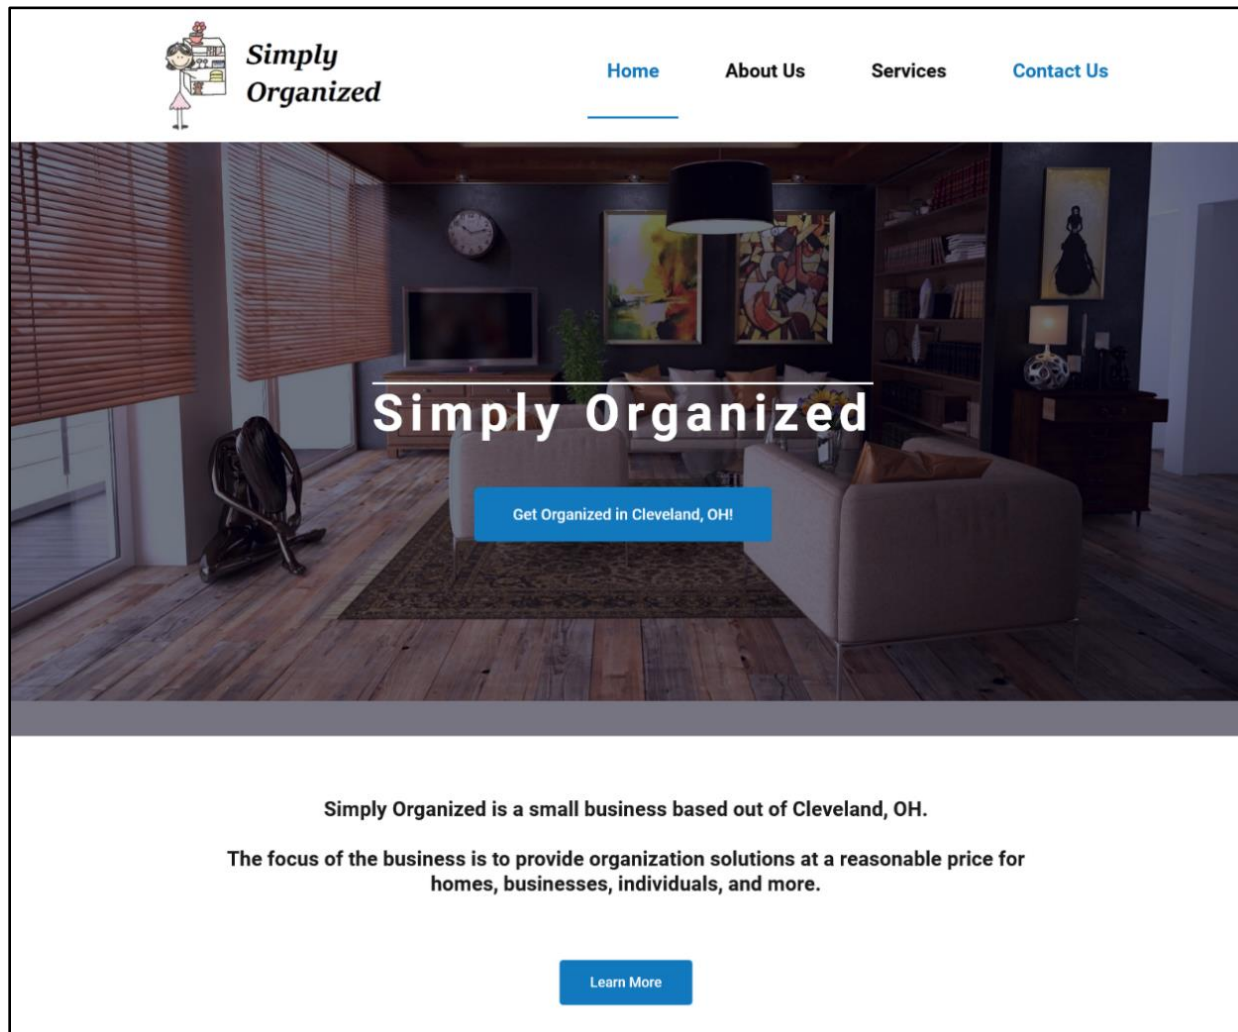 Simply
Organized
Home About Us Services Contact Us
Simply Organized
Get Organized in Cleveland, OH!
Simply Organized is a small business based out of Cleveland, OH.
The focus of the business is to provide organization solutions at a reasonable price for
homes, businesses, individuals, and more.
Learn More